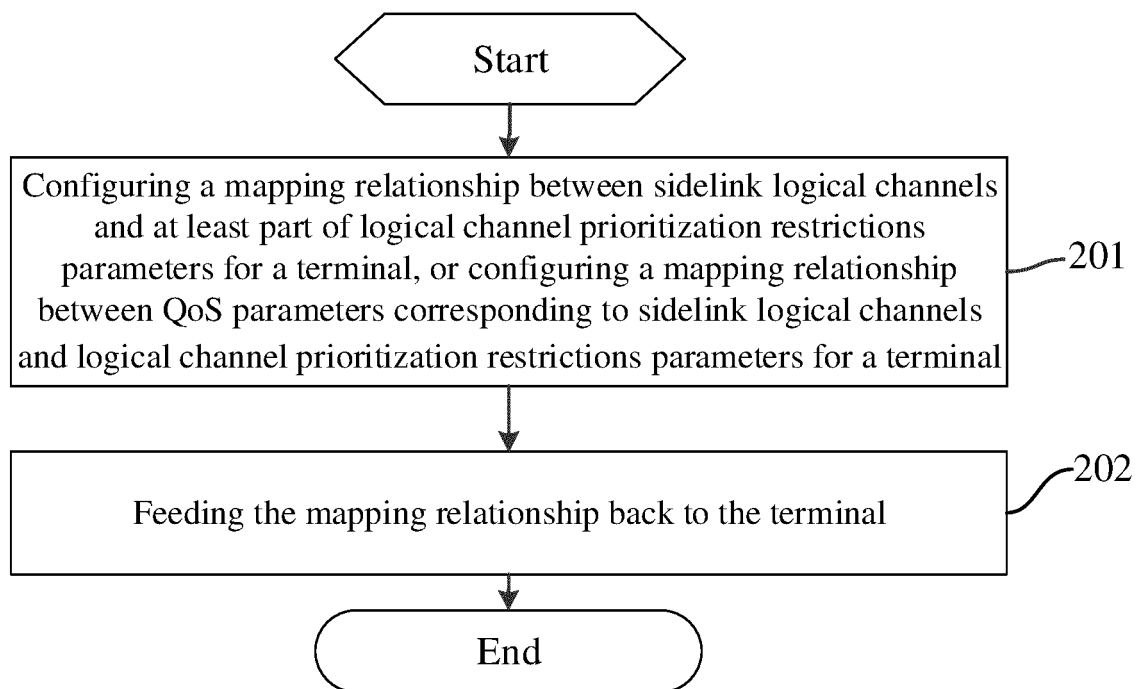 Start
Configuring a mapping relationship between sidelink logical channels
and at least part of logical channel prioritization restrictions
parameters for a terminal, or configuring a mapping relationship
between QoS parameters corresponding to sidelink logical channels
and logical channel prioritization restrictions parameters for a terminal
201
202
Feeding the mapping relationship back to the terminal
End